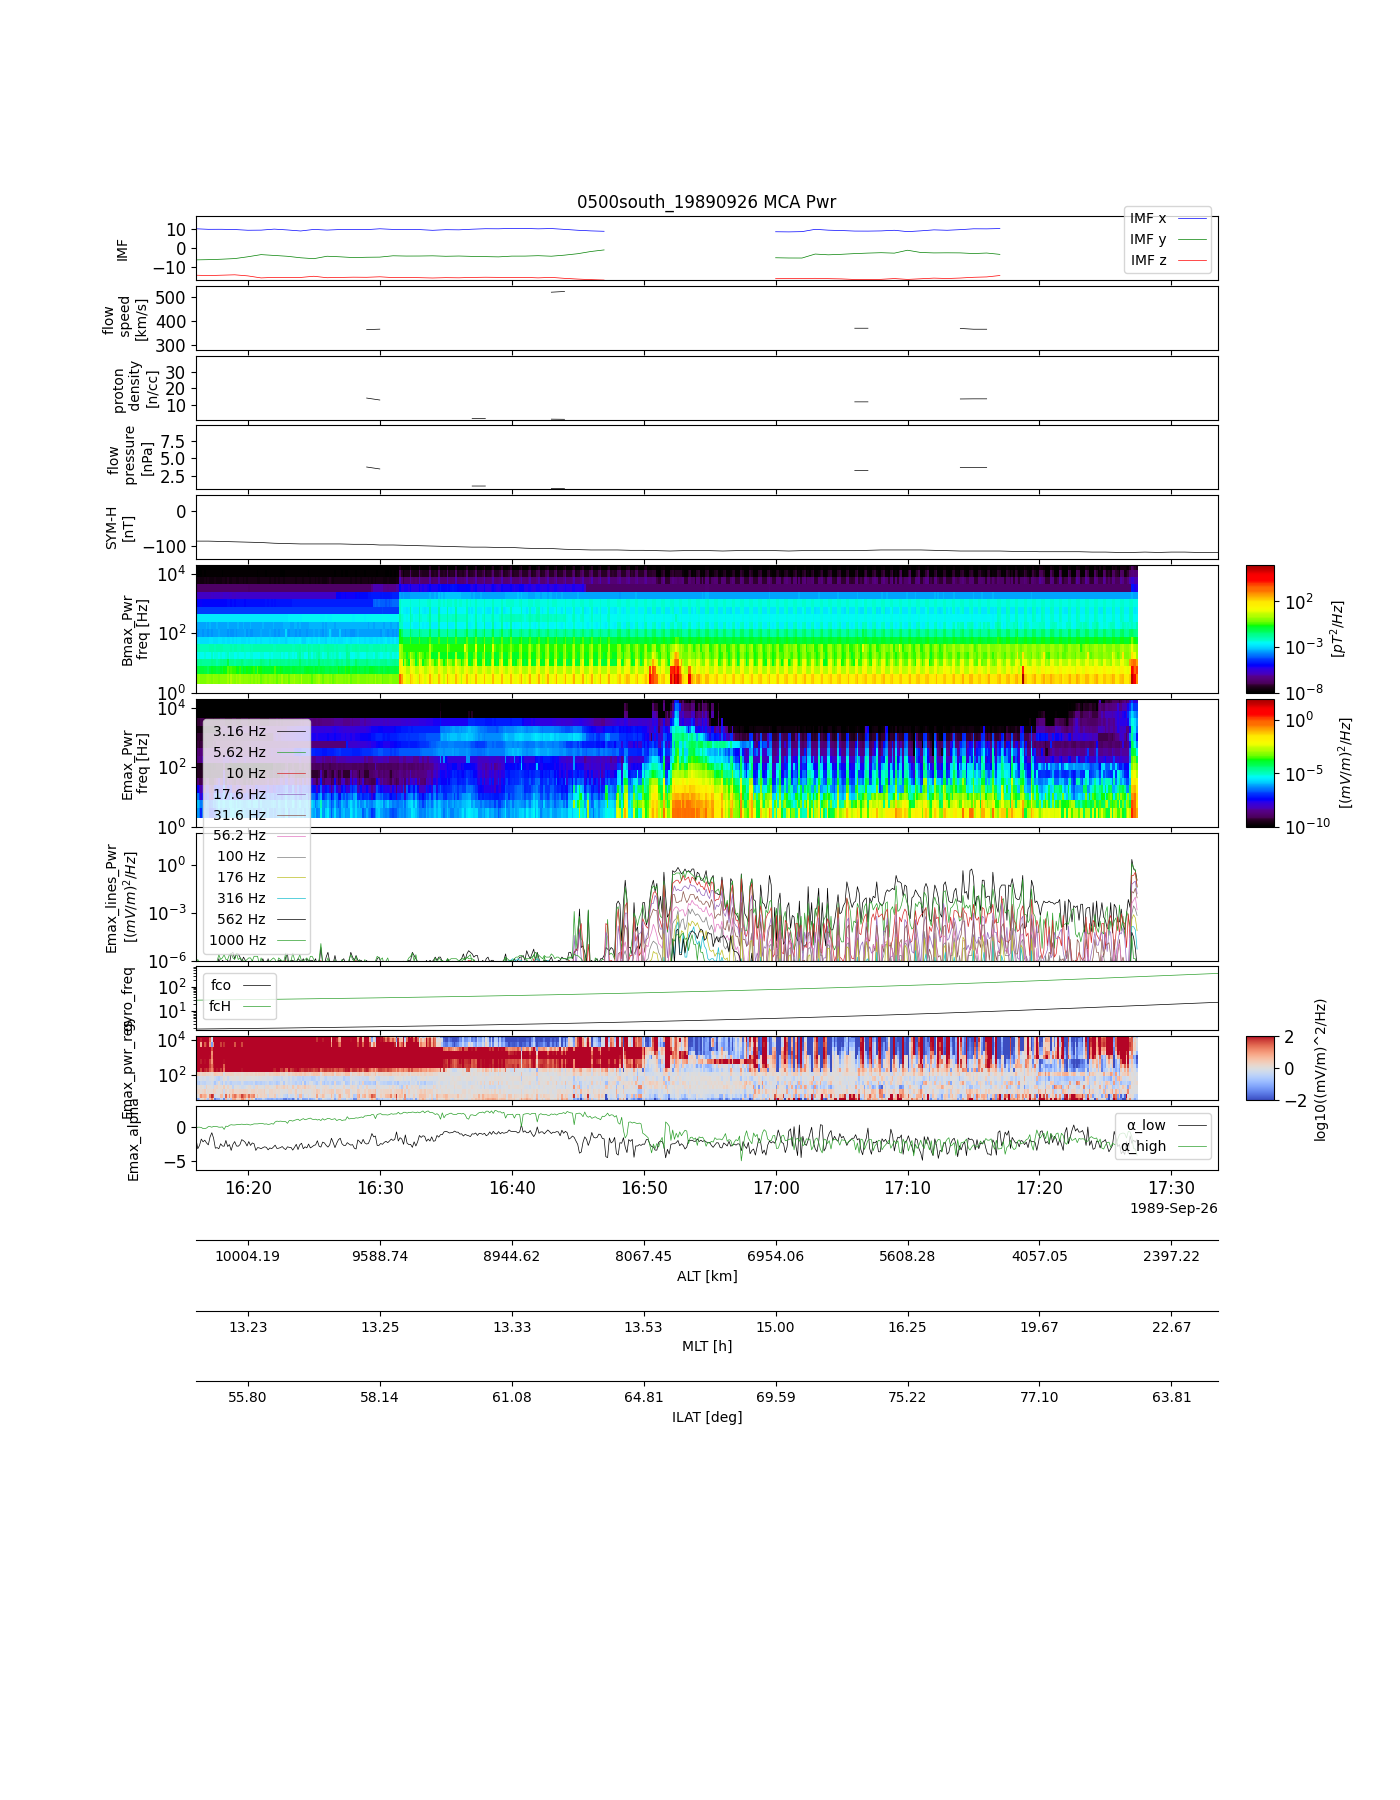 0500south_19890926 MCA Pwr
IMF
10
0
−10
IMF x
IMF y
IMF z
flow
speed
[km/s]
500
400
300
proton
density
[n/cc]
30
20
10
flow
pressure
[nPa]
7.5
5.0
2.5
SYM-H
[nT]
0
−100
Bmax_Pwr
freq [Hz]
10^4
10^2
10^0
10^2
10^−3
10^−8
[pT^2/Hz]
Emax_Pwr
freq [Hz]
10^4
10^2
10^0
10^0
10^−5
10^−10
[(mV/m)^2/Hz]
3.16 Hz
5.62 Hz
10 Hz
17.6 Hz
31.6 Hz
56.2 Hz
100 Hz
176 Hz
316 Hz
562 Hz
1000 Hz
Emax_lines_Pwr
[(mV/m)^2/Hz]
10^0
10^−3
10^−6
gyro_freq
10^2
10^1
fco
fcH
Emax_pwr_reg
10^4
10^2
2
0
−2
log10((mV/m)^2/Hz)
Emax_alpha
0
−5
α_low
α_high
16:20 16:30 16:40 16:50 17:00 17:10 17:20 17:30
1989-Sep-26
10004.19 9588.74 8944.62 8067.45 6954.06 5608.28 4057.05 2397.22
ALT [km]
13.23 13.25 13.33 13.53 15.00 16.25 19.67 22.67
MLT [h]
55.80 58.14 61.08 64.81 69.59 75.22 77.10 63.81
ILAT [deg]